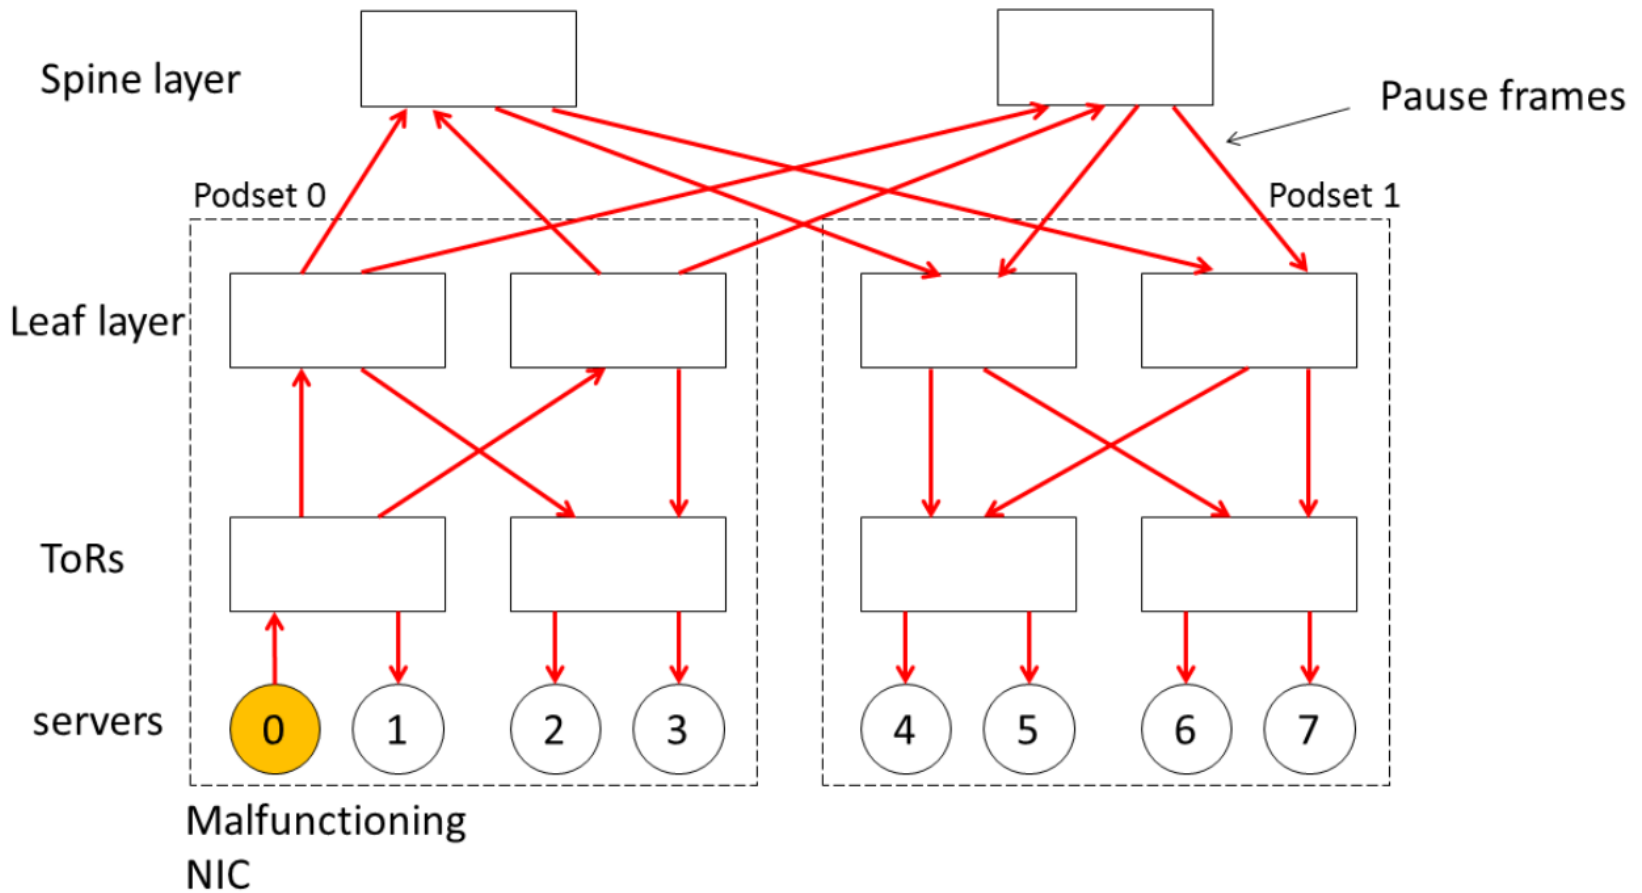 Spine layer
Pause frames
Podset 0
Podset 1
Leaf layer
ToRs
servers
0
1
2
3
4
5
6
7
Malfunctioning
NIC